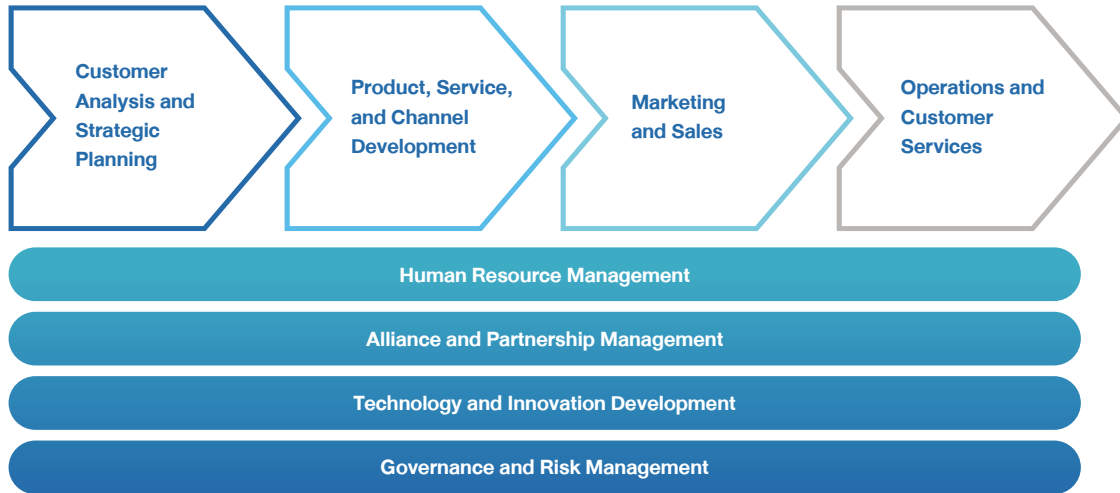 Customer
Analysis and
Strategic
Planning
Product, Service,
and Channel
Development
Marketing
and Sales
Operations and
Customer
Services
Human Resource Management
Alliance and Partnership Management
Technology and Innovation Development
Governance and Risk Management